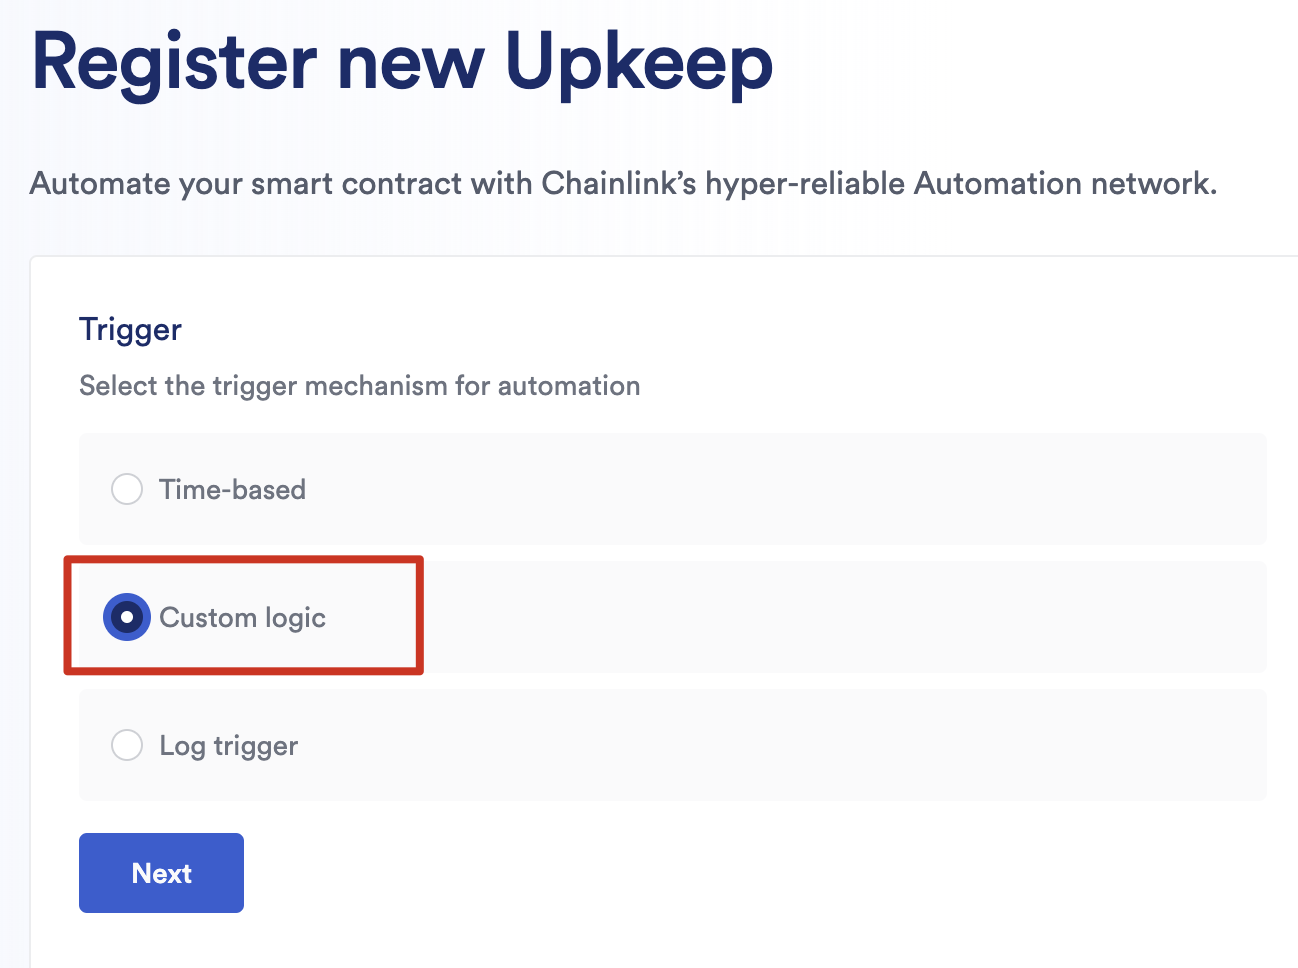 Register new Upkeep
Automate your smart contract with Chainlink’s hyper-reliable Automation network.
Trigger
Select the trigger mechanism for automation
Time-based
Custom logic
Log trigger
Next